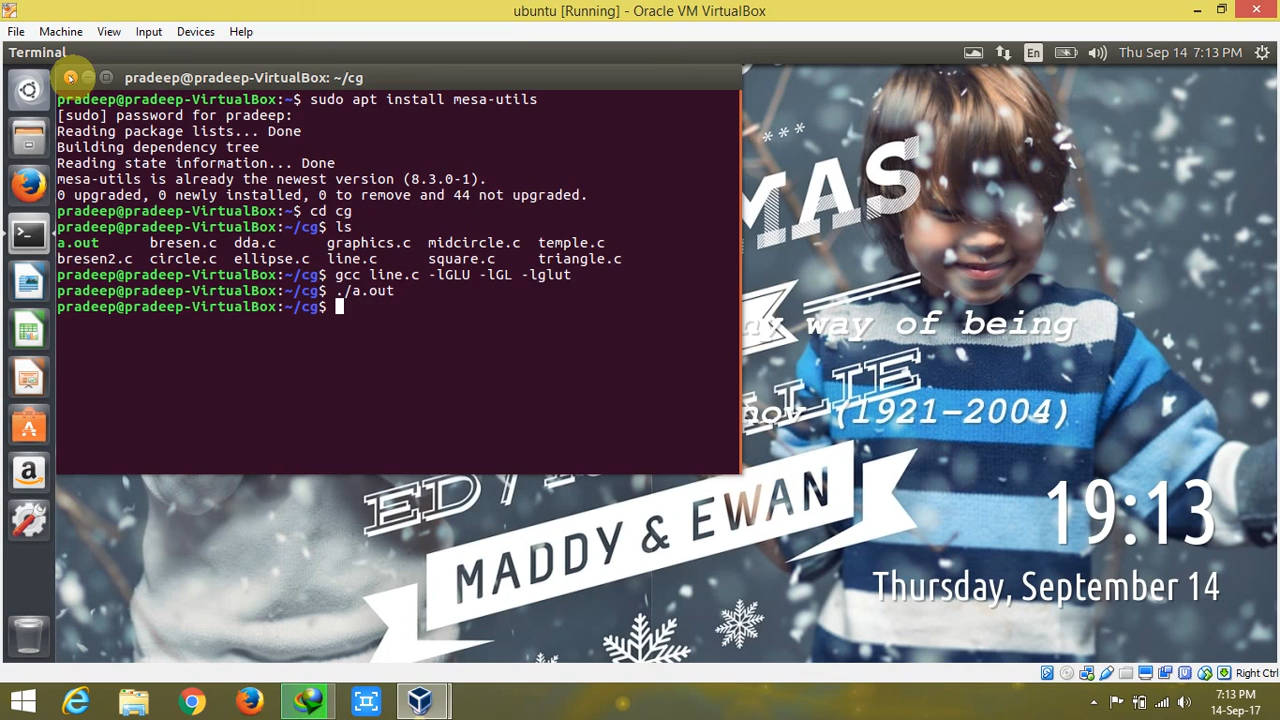 ubuntu [Running] - Oracle VM VirtualBox
File Machine View Input Devices Help
Terminal
En
Thu Sep 14 7:13 PM
pradeep@pradeep-VirtualBox: ~/cg
pradeep@pradeep-VirtualBox:~$ sudo apt install mesa-utils
[sudo] password for pradeep:
Reading package lists... Done
Building dependency tree
Reading state information... Done
mesa-utils is already the newest version (8.3.0-1).
0 upgraded, 0 newly installed, 0 to remove and 44 not upgraded.
pradeep@pradeep-VirtualBox:~$ cd cg
pradeep@pradeep-VirtualBox:~/cg$ ls
a.out bresen.c dda.c graphics.c midcircle.c temple.c
bresen2.c circle.c ellipse.c line.c square.c triangle.c
pradeep@pradeep-VirtualBox:~/cg$ gcc line.c -lGLU -lGL -lglut
pradeep@pradeep-VirtualBox:~/cg$ ./a.out
pradeep@pradeep-VirtualBox:~/cg$
***
MAS
ny way of being
LIE
nov (1921–2004)
ED/
MADDY & EWAN
19:13
Thursday, September 14
a
Right Ctrl
7:13 PM
14-Sep-17